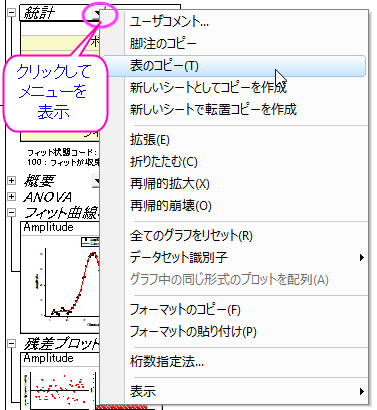 統計
クリックして
メニューを
表示
フィット状態コード:
100 : フィットが収束
概要
ANOVA
フィット曲線
Amplitude
残差プロット
Amplitude
ユーザコメント...
脚注のコピー
表のコピー(T)
新しいシートとしてコピーを作成
新しいシートで転置コピーを作成
拡張(E)
折りたたむ(C)
再帰的拡大(X)
再帰的崩壊(O)
全てのグラフをリセット(R)
データセット識別子
グラフ中の同じ形式のプロットを配列(A)
フォーマットのコピー(F)
フォーマットの貼り付け(P)
桁数指定法...
表示